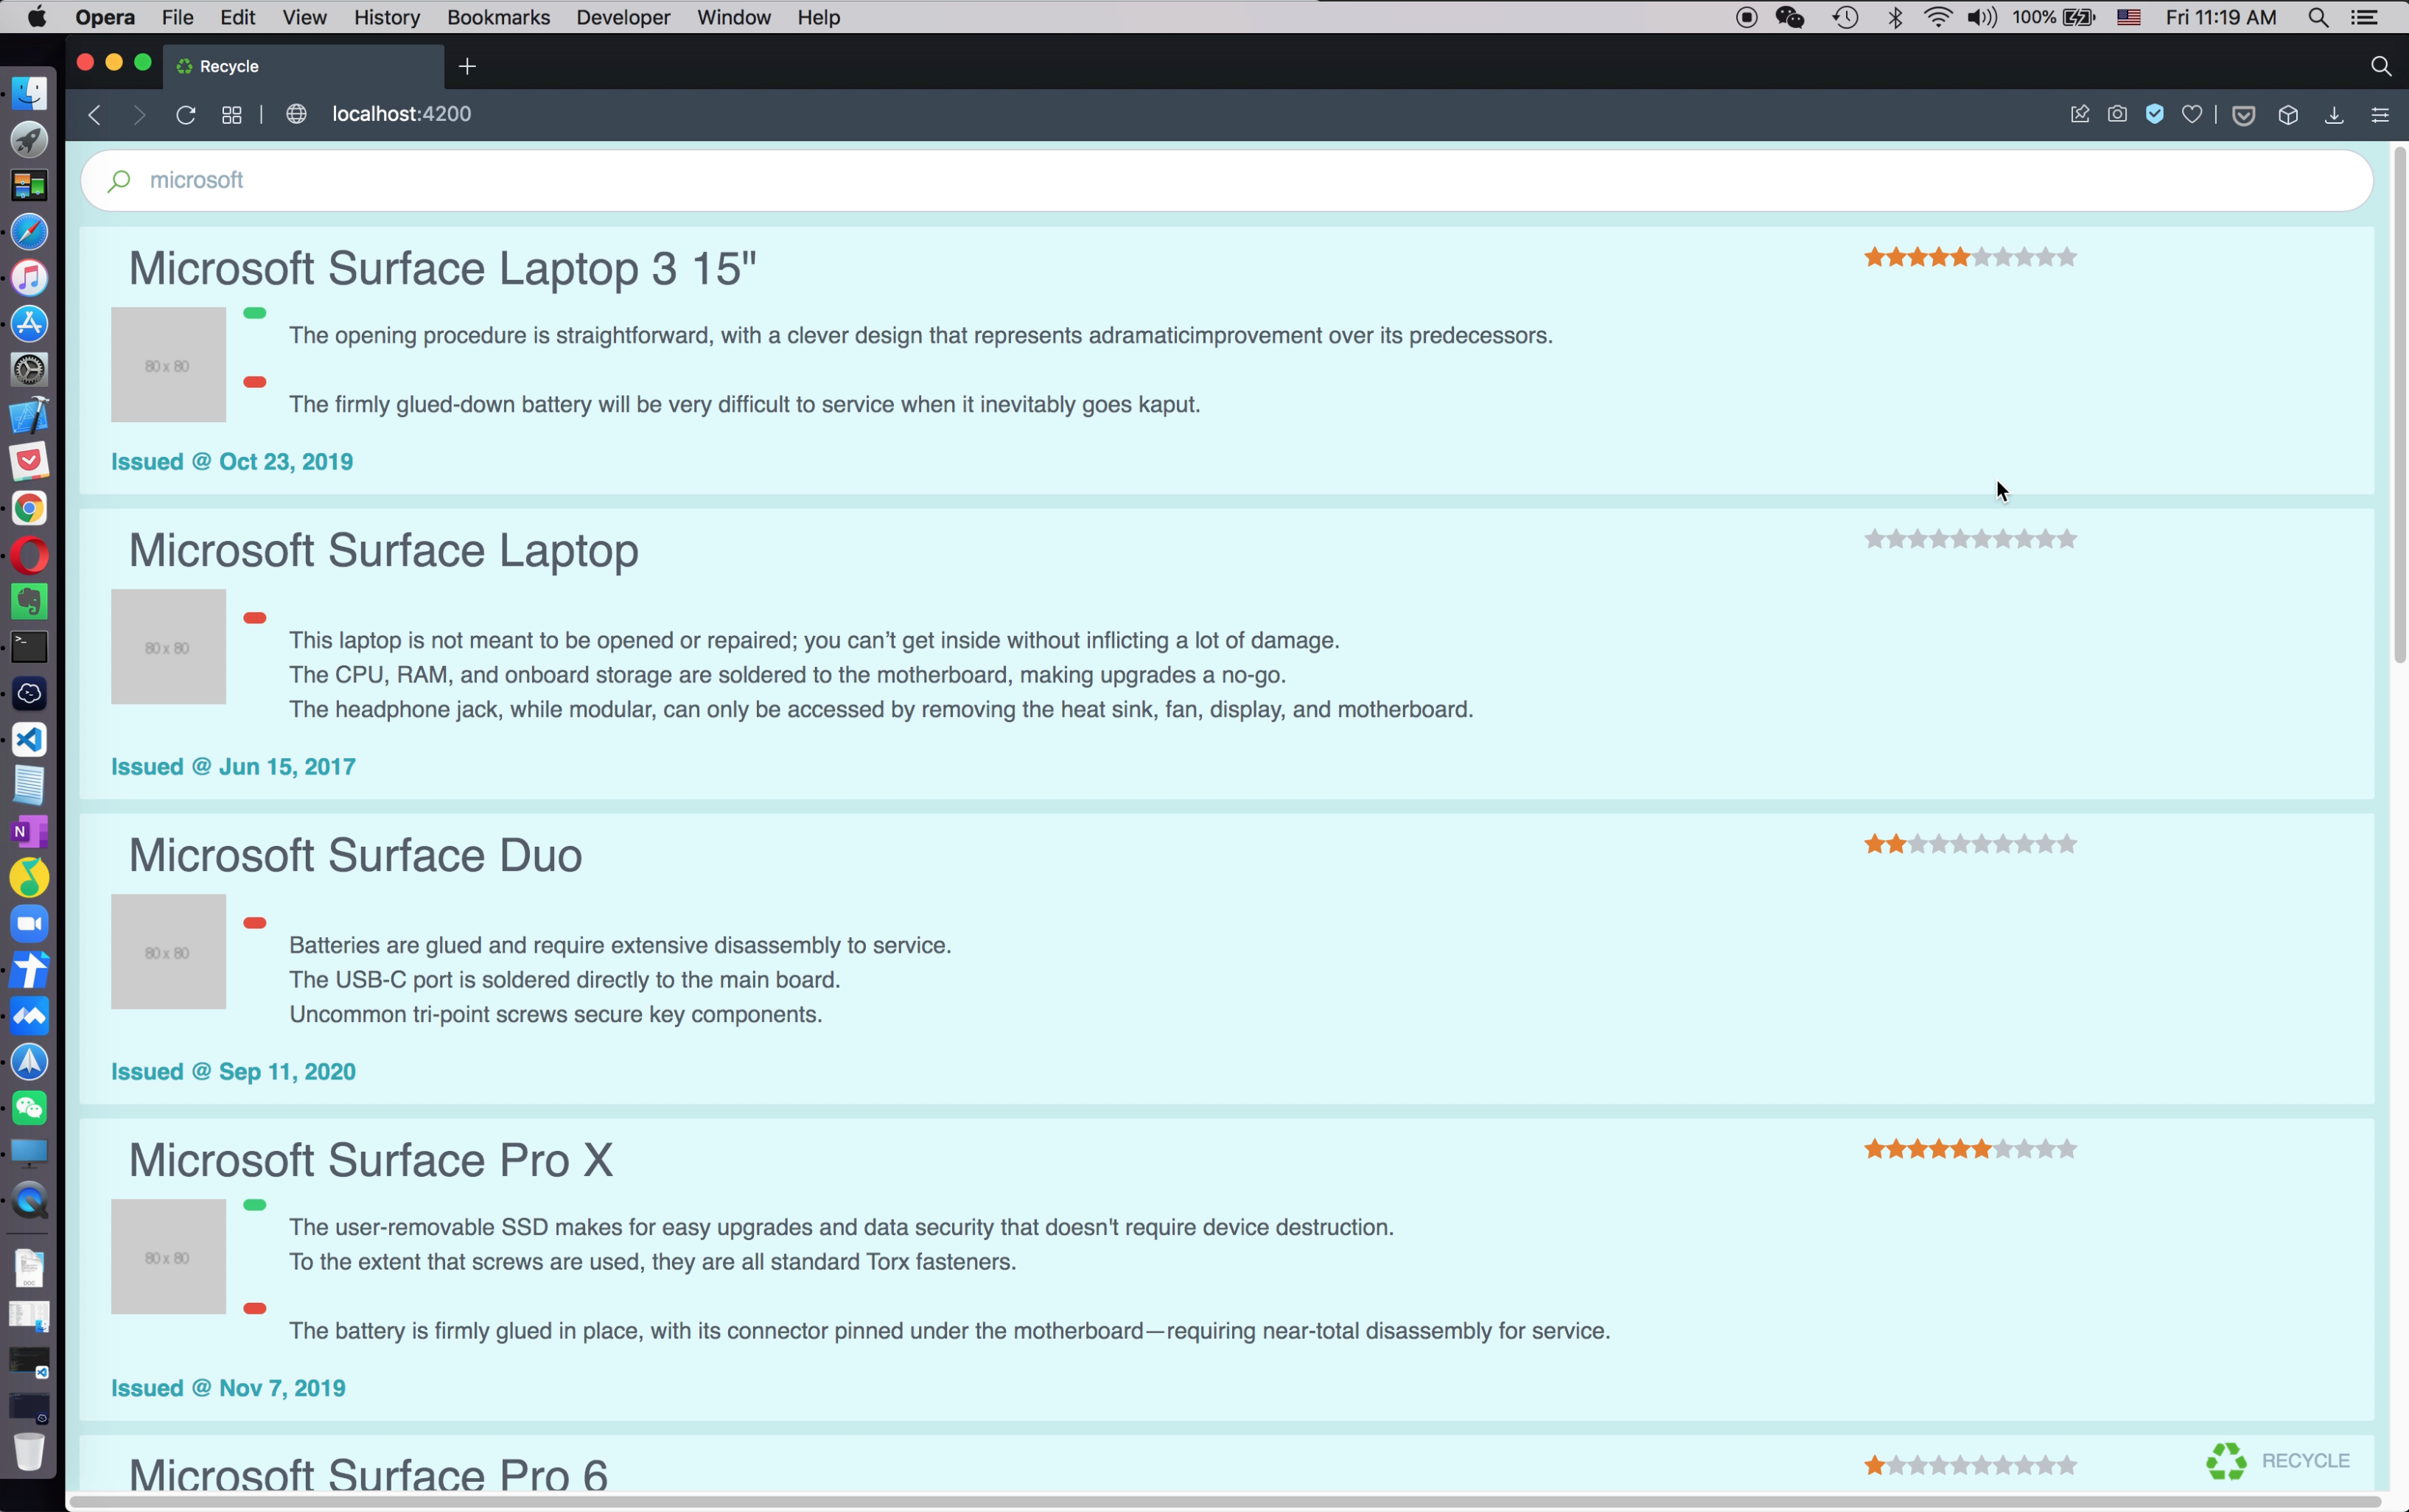 Opera File Edit View History Bookmarks Developer Window Help 100% Fri 11:19 AM
Recycle
localhost:4200
microsoft
Microsoft Surface Laptop 3 15"
80 x 80
The opening procedure is straightforward, with a clever design that represents adramaticimprovement over its predecessors.
The firmly glued-down battery will be very difficult to service when it inevitably goes kaput.
Issued @ Oct 23, 2019
Microsoft Surface Laptop
80 x 80
This laptop is not meant to be opened or repaired; you can’t get inside without inflicting a lot of damage.
The CPU, RAM, and onboard storage are soldered to the motherboard, making upgrades a no-go.
The headphone jack, while modular, can only be accessed by removing the heat sink, fan, display, and motherboard.
Issued @ Jun 15, 2017
Microsoft Surface Duo
80 x 80
Batteries are glued and require extensive disassembly to service.
The USB-C port is soldered directly to the main board.
Uncommon tri-point screws secure key components.
Issued @ Sep 11, 2020
Microsoft Surface Pro X
80 x 80
The user-removable SSD makes for easy upgrades and data security that doesn't require device destruction.
To the extent that screws are used, they are all standard Torx fasteners.
The battery is firmly glued in place, with its connector pinned under the motherboard—requiring near-total disassembly for service.
Issued @ Nov 7, 2019
Microsoft Surface Pro 6
RECYCLE